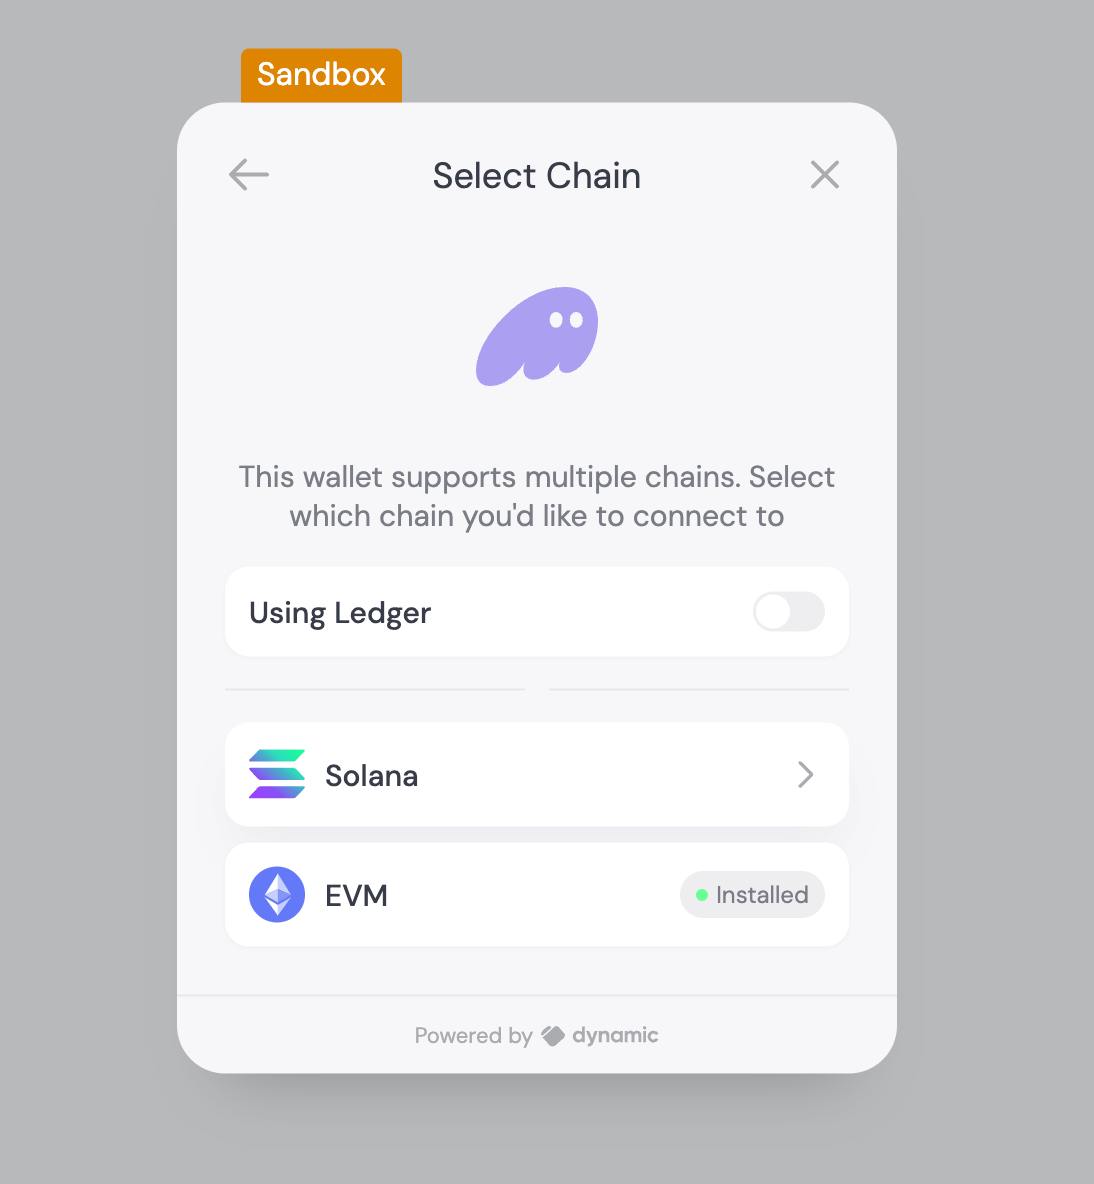 Sandbox
Select Chain
This wallet supports multiple chains. Select
which chain you'd like to connect to
Using Ledger
Solana
EVM
Installed
Powered by dynamic